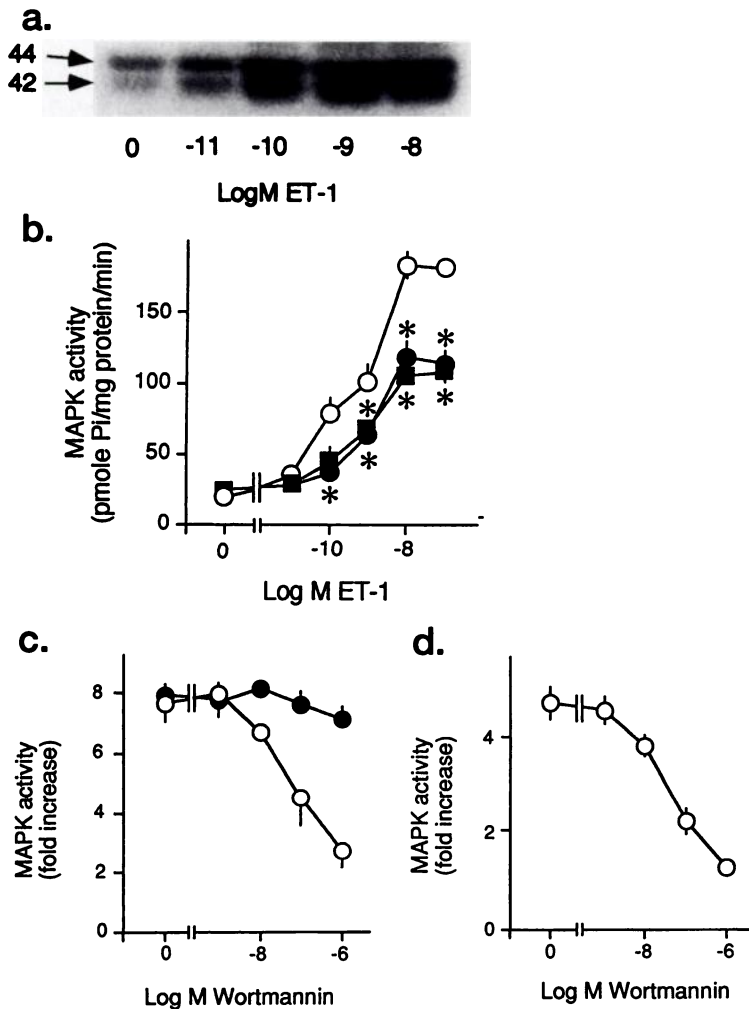 a.
44
42
0 -11 -10 -9 -8
LogM ET-1
b.
MAPK activity
(pmole Pi/mg protein/min)
150
100
50
0
* *
* * *
* *
0 -10 -8
Log M ET-1
c.
MAPK activity
(fold increase)
8
6
4
2
0
0 -8 -6
Log M Wortmannin
d.
MAPK activity
(fold increase)
4
2
0
0 -8 -6
Log M Wortmannin